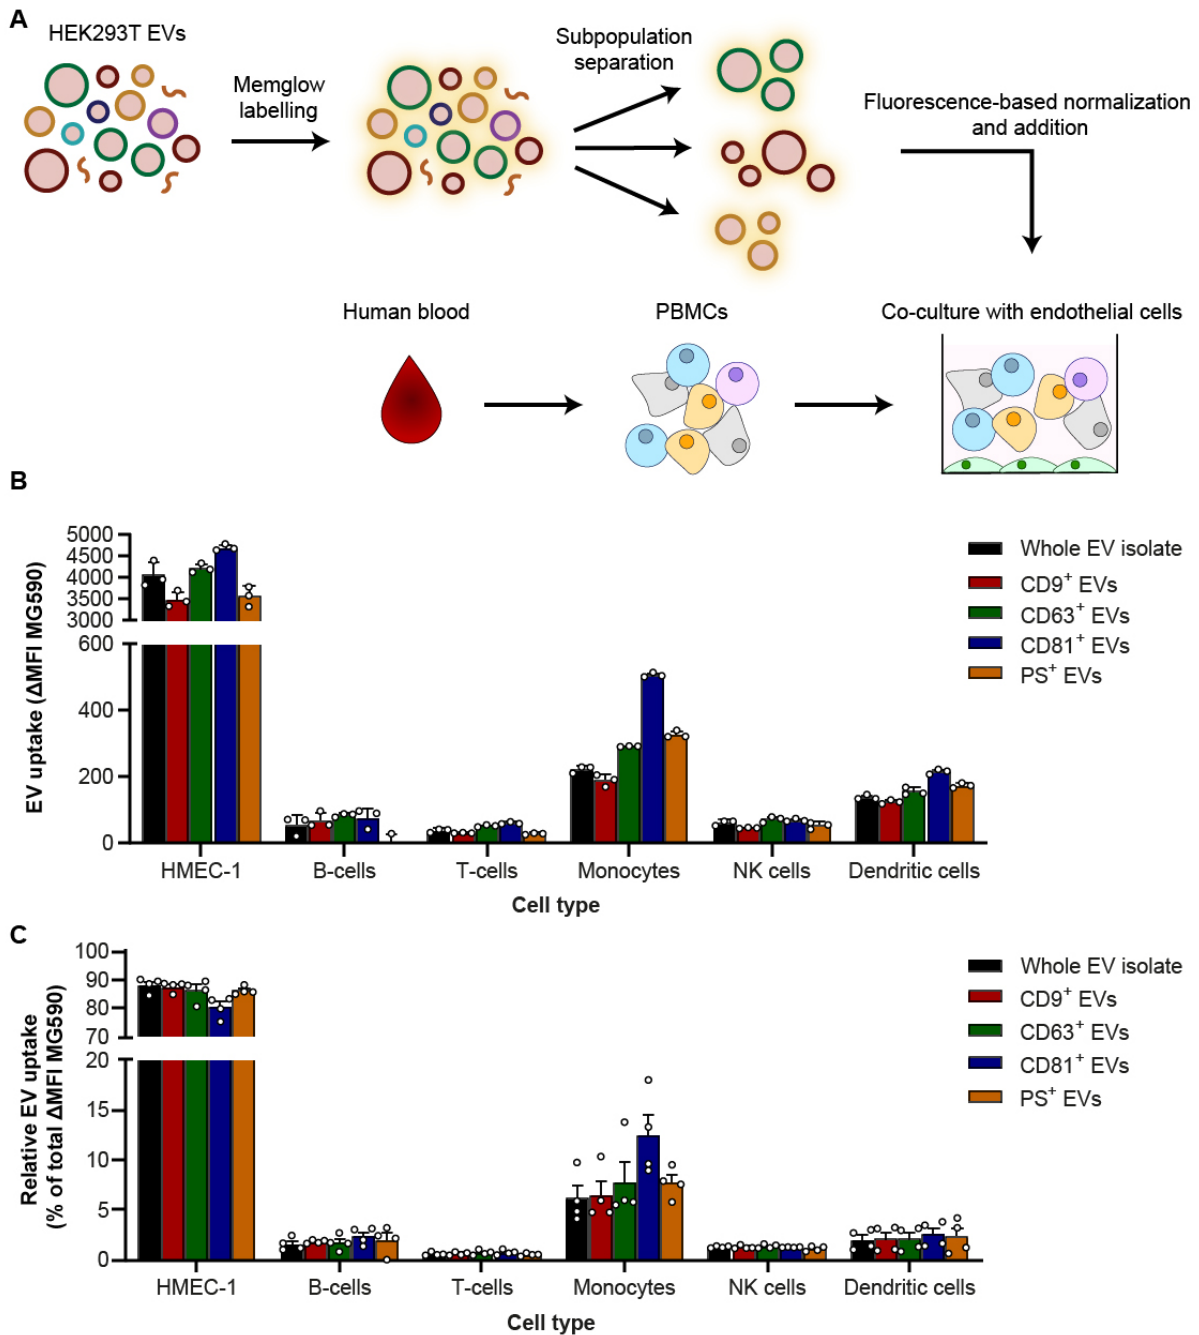 A
HEK293T EVs
Memglow
labelling
Subpopulation
separation
Fluorescence-based normalization
and addition
Human blood
PBMCs
Co-culture with endothelial cells
B
EV uptake (ΔMFI MG590)
5000
4500
4000
3500
3000
600
400
200
0
HMEC-1
B-cells
T-cells
Monocytes
NK cells
Dendritic cells
Cell type
Whole EV isolate
CD9⁺ EVs
CD63⁺ EVs
CD81⁺ EVs
PS⁺ EVs
C
Relative EV uptake
(% of total ΔMFI MG590)
100
90
80
70
20
15
10
5
0
HMEC-1
B-cells
T-cells
Monocytes
NK cells
Dendritic cells
Cell type
Whole EV isolate
CD9⁺ EVs
CD63⁺ EVs
CD81⁺ EVs
PS⁺ EVs